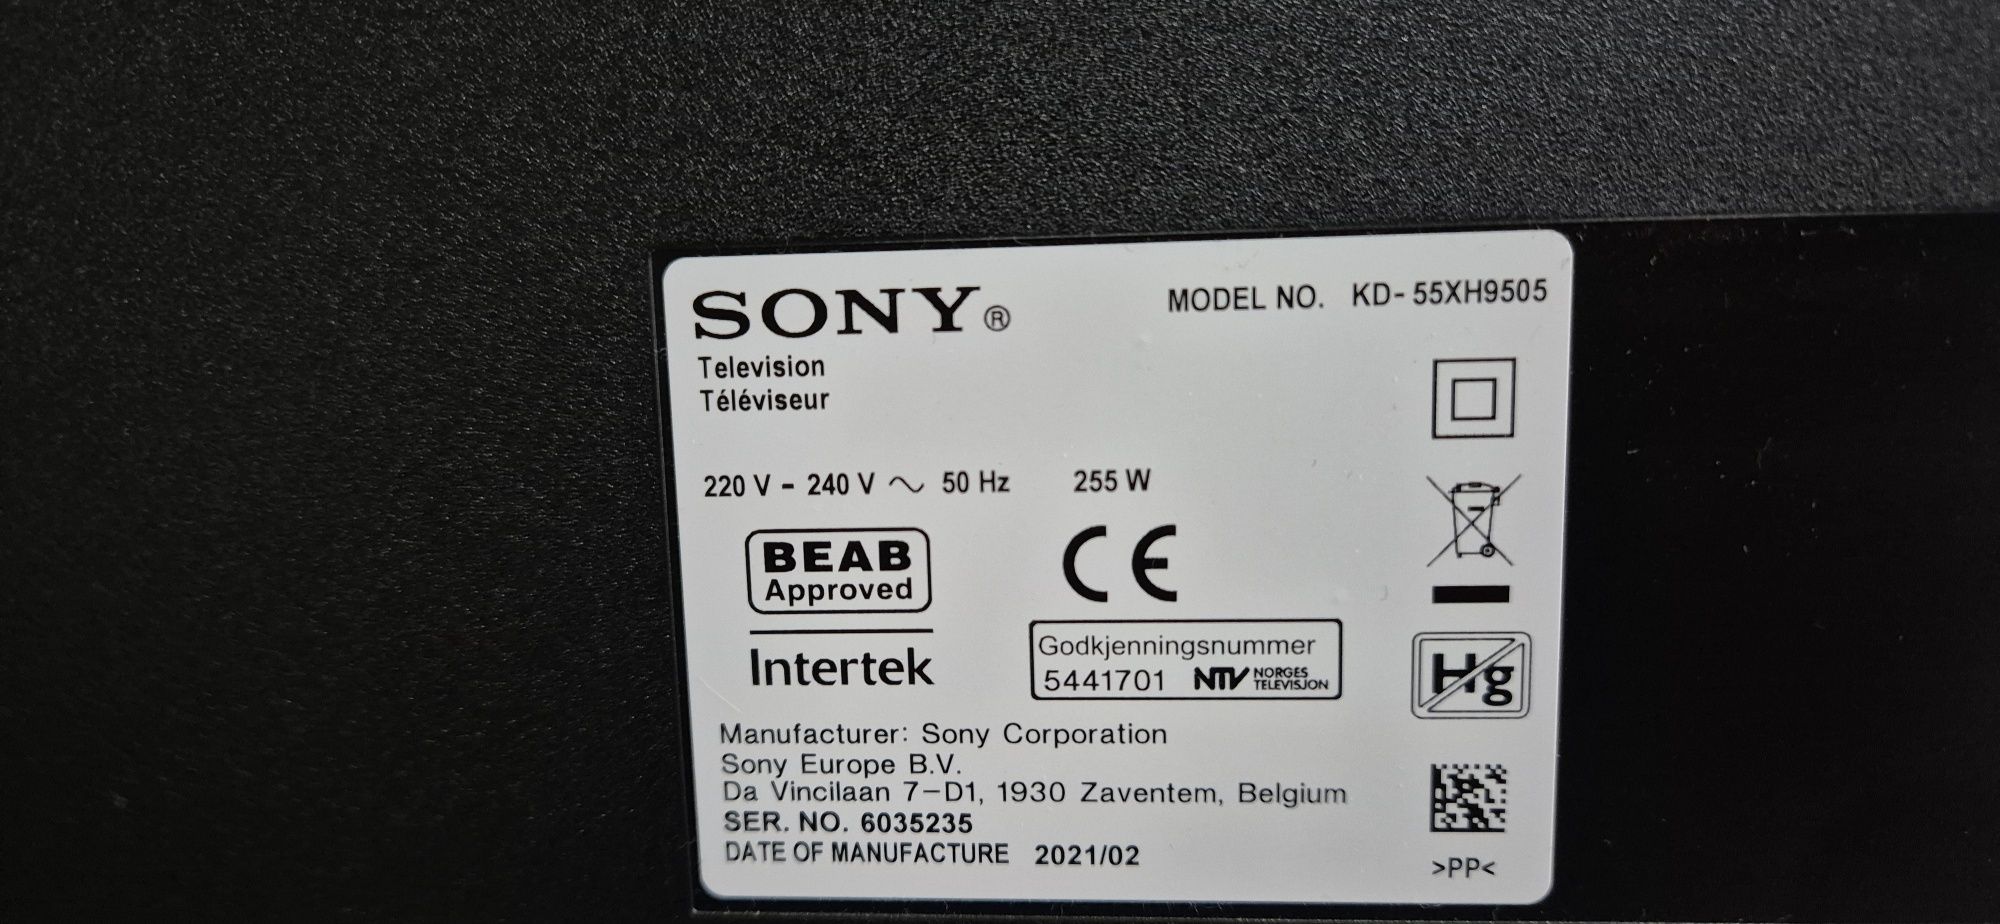 SONY®
MODEL NO. KD-55XH9505
Television
Téléviseur
220 V - 240 V ~ 50 Hz 255 W
BEAB
Approved
Intertek
CE
Godkjenningsnummer
5441701 NTV NORGES TELEVISJON
Hg
Manufacturer: Sony Corporation
Sony Europe B.V.
Da Vincilaan 7-D1, 1930 Zaventem, Belgium
SER. NO. 6035235
DATE OF MANUFACTURE 2021/02
>PP<